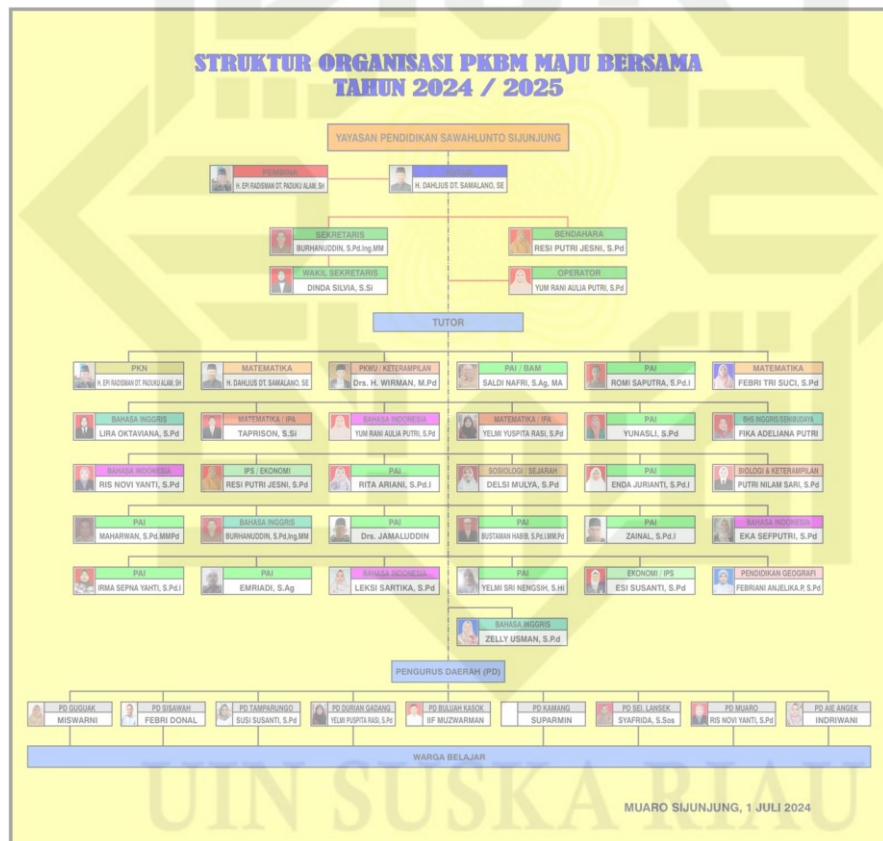 STRUKTUR ORGANISASI PKBM MAJU BERSAMA
TAHUN 2024 / 2025
YAYASAN PENDIDIKAN SAWAHLUNTO SIJUNJUNG
PEMBINA
H. EPI RADISMAN DT. PADUKU ALAM, SH
H. DAHLIUS DT. SAMALANO, SE
SEKRETARIS
BURHANUDDIN, S.Pd.Ing.MM
BENDAHARA
RESI PUTRI JESNI, S.Pd
WAKIL SEKRETARIS
DINDA SILVIA, S.Si
OPERATOR
YUM RANI AULIA PUTRI, S.Pd
TUTOR
PKN
H. EPI RADISMAN DT. PADUKU ALAM, SH
MATEMATIKA
H. DAHLIUS DT. SAMALANO, SE
PKWU / KETERAMPILAN
Drs. H. WIRMAN, M.Pd
PAI / BAM
SALDI NAFRI, S.Ag, MA
PAI
ROMI SAPUTRA, S.Pd.I
MATEMATIKA
FEBRI TRI SUCI, S.Pd
BAHASA INGGRIS
LIRA OKTAVIANA, S.Pd
MATEMATIKA / IPA
TAPRISON, S.Si
BAHASA INDONESIA
YUM RANI AULIA PUTRI, S.Pd
MATEMATIKA / IPA
YELMI YUSPITA RASI, S.Pd
PAI
YUNASLI, S.Pd
BHS INGGRIS/SENIBUDAYA
FIKA ADELIANA PUTRI
BAHASA INDONESIA
RIS NOVI YANTI, S.Pd
IPS / EKONOMI
RESI PUTRI JESNI, S.Pd
PAI
RITA ARIANI, S.Pd.I
SOSIOLOGI / SEJARAH
DELSI MULYA, S.Pd
PAI
ENDA JURIANTI, S.Pd.I
BIOLOGI & KETERAMPILAN
PUTRI NILAM SARI, S.Pd
PAI
MAHARWAN, S.Pd.MMPd
BAHASA INGGRIS
BURHANUDDIN, S.Pd,Ing,MM
PAI
Drs. JAMALUDDIN
PAI
BUSTAMAN HABIB, S.Pd.I.MM.Pd
PAI
ZAINAL, S.Pd.I
BAHASA INDONESIA
EKA SEFPUTRI, S.Pd
PAI
IRMA SEPNA YAHTI, S.Pd.I
PAI
EMRIADI, S.Ag
BAHASA INDONESIA
LEKSI SARTIKA, S.Pd
PAI
YELMI SRI NENGSIH, S.Hi
EKONOMI / IPS
ESI SUSANTI, S.Pd
PENDIDIKAN GEOGRAFI
FEBRIANI ANJELIKA.P, S.Pd
BAHASA INGGRIS
ZELLY USMAN, S.Pd
PENGURUS DAERAH (PD)
PD GUGUAK
MISWARNI
PD SISAWAH
FEBRI DONAL
PD TAMPARUNGO
SUSI SUSANTI, S.Pd
PD DURIAN GADANG
YELMI PUSPITA RASI, S.Pd
PD BULUAH KASOK
IIF MUZWARMAN
PD KAMANG
SUPARMIN
PD SEI. LANSEK
SYAFRIDA, S.Sos
PD MUARO
RIS NOVI YANTI, S.Pd
PD AIE ANGEK
INDRIWANI
WARGA BELAJAR
UIN SUSKA RIAU
MUARO SIJUNJUNG, 1 JULI 2024